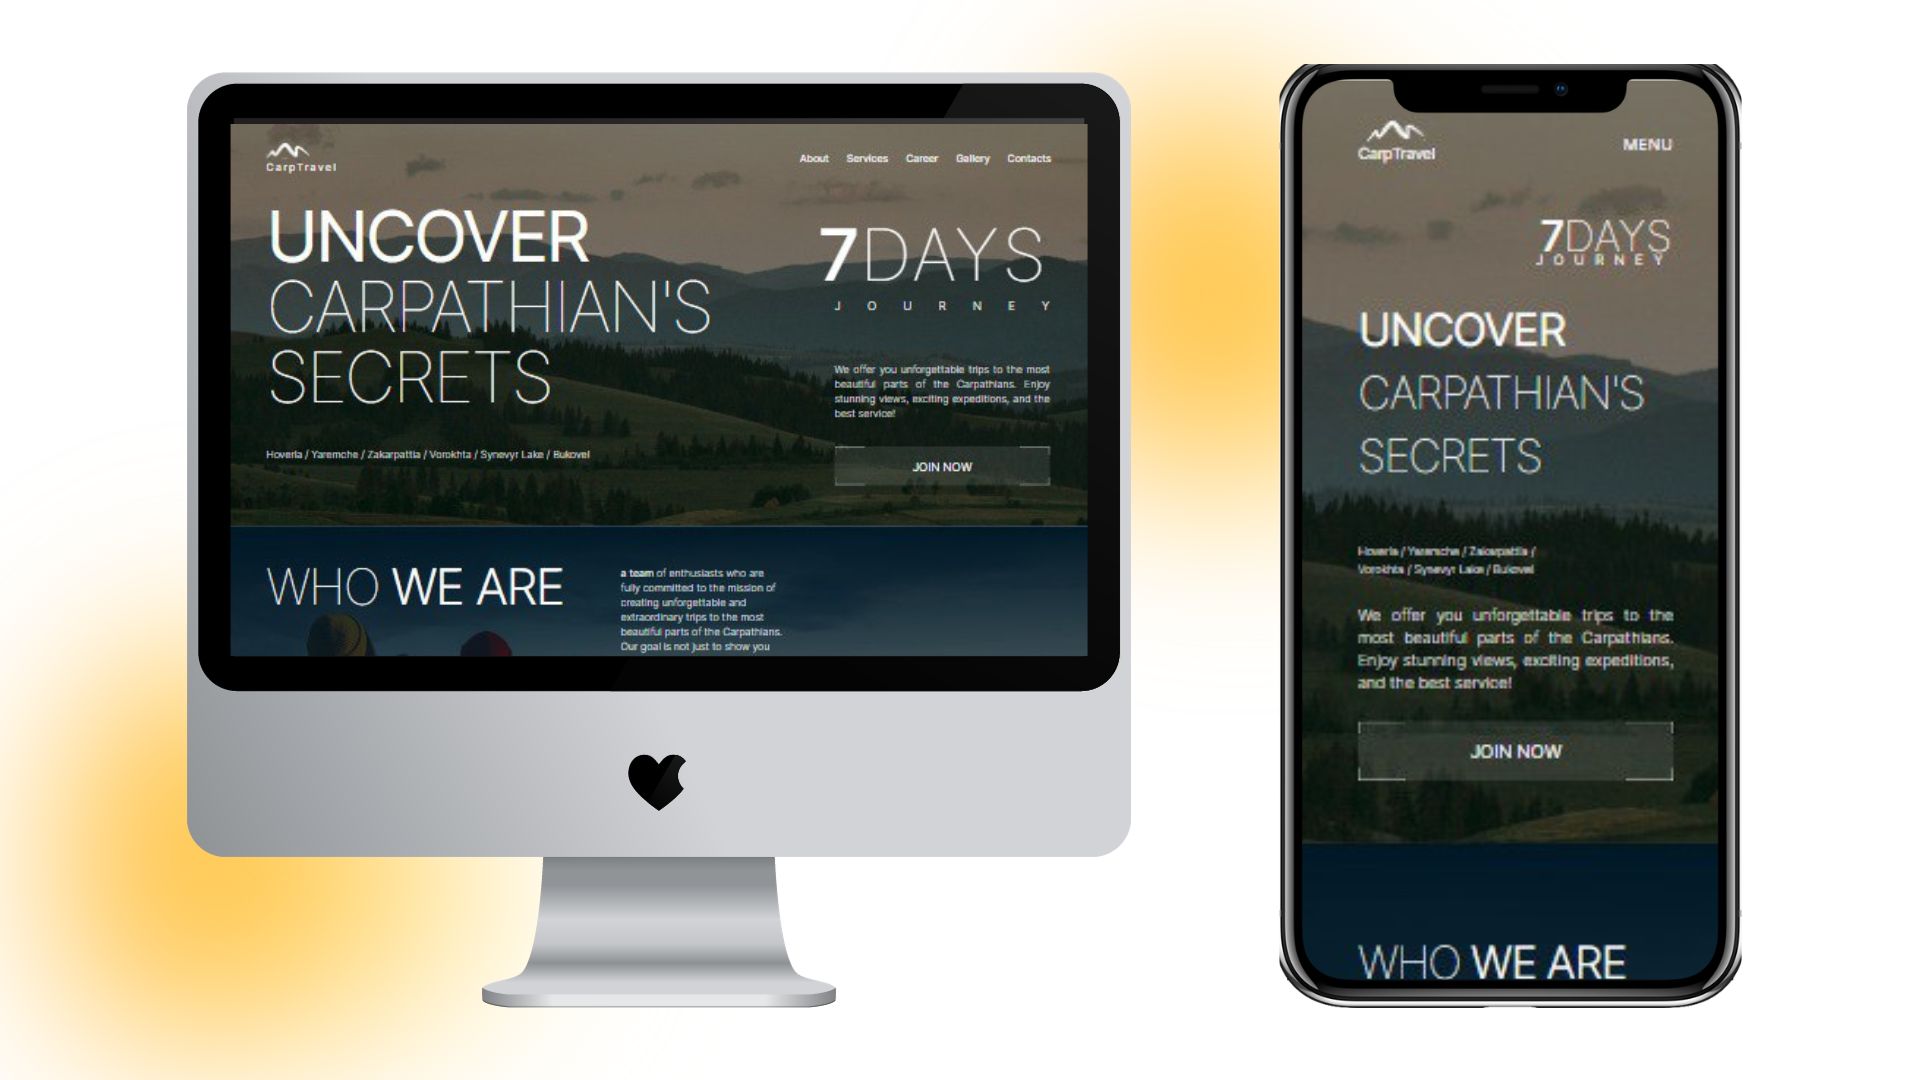 CarpTravel
About Services Career Gallery Contacts
UNCOVER
CARPATHIAN'S
SECRETS
7DAYS
JOURNEY
We offer you unforgettable trips to the most
beautiful parts of the Carpathians. Enjoy
stunning views, exciting expeditions, and the
best service!
JOIN NOW
Hoverla / Yaremche / Zakarpattia / Vorokhta / Synevyr Lake / Bukovel
WHO WE ARE
a team of enthusiasts who are
fully committed to the mission of
creating unforgettable and
extraordinary trips to the most
beautiful parts of the Carpathians.
Our goal is not just to show you
CarpTravel
MENU
7DAYS
JOURNEY
UNCOVER
CARPATHIAN'S
SECRETS
Hoverla / Yaremche / Zakarpattia /
Vorokhta / Synevyr Lake / Bukovel
We offer you unforgettable trips to the
most beautiful parts of the Carpathians.
Enjoy stunning views, exciting expeditions,
and the best service!
JOIN NOW
WHO WE ARE